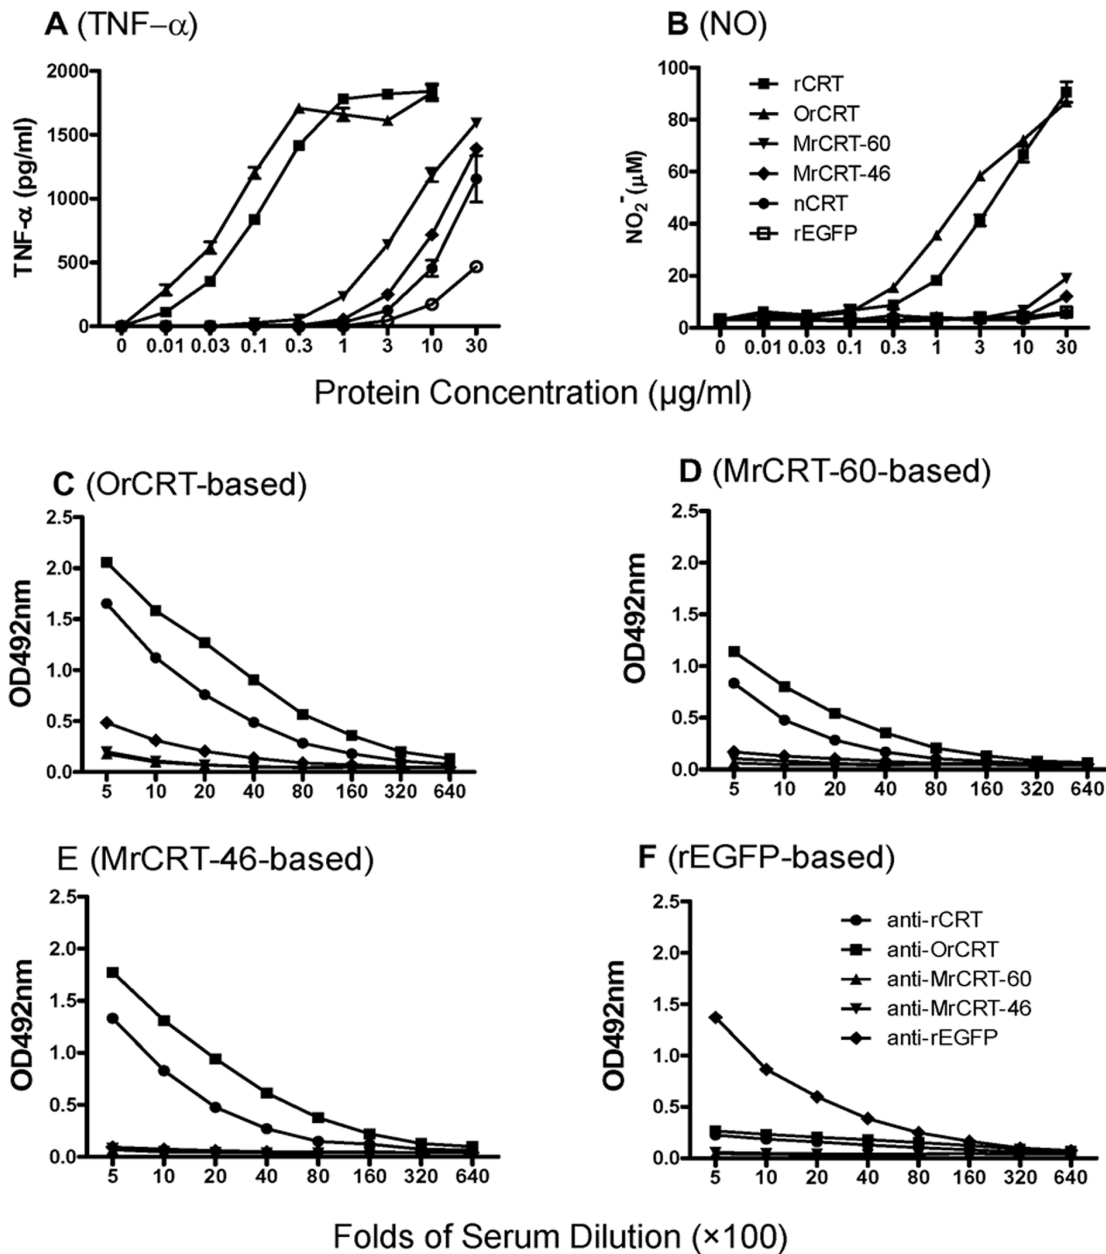 A (TNF−α)
2000
1500
1000
500
0
TNF-α (pg/ml)
0 0.01 0.03 0.1 0.3 1 3 10 30
B (NO)
100
80
60
40
20
0
NO2- (μM)
0 0.01 0.03 0.1 0.3 1 3 10 30
rCRT
OrCRT
MrCRT-60
MrCRT-46
nCRT
rEGFP
Protein Concentration (μg/ml)
C (OrCRT-based)
2.5
2.0
1.5
1.0
0.5
0.0
OD492nm
5 10 20 40 80 160 320 640
D (MrCRT-60-based)
2.5
2.0
1.5
1.0
0.5
0.0
OD492nm
5 10 20 40 80 160 320 640
E (MrCRT-46-based)
2.5
2.0
1.5
1.0
0.5
0.0
OD492nm
5 10 20 40 80 160 320 640
F (rEGFP-based)
2.5
2.0
1.5
1.0
0.5
0.0
OD492nm
5 10 20 40 80 160 320 640
anti-rCRT
anti-OrCRT
anti-MrCRT-60
anti-MrCRT-46
anti-rEGFP
Folds of Serum Dilution (×100)